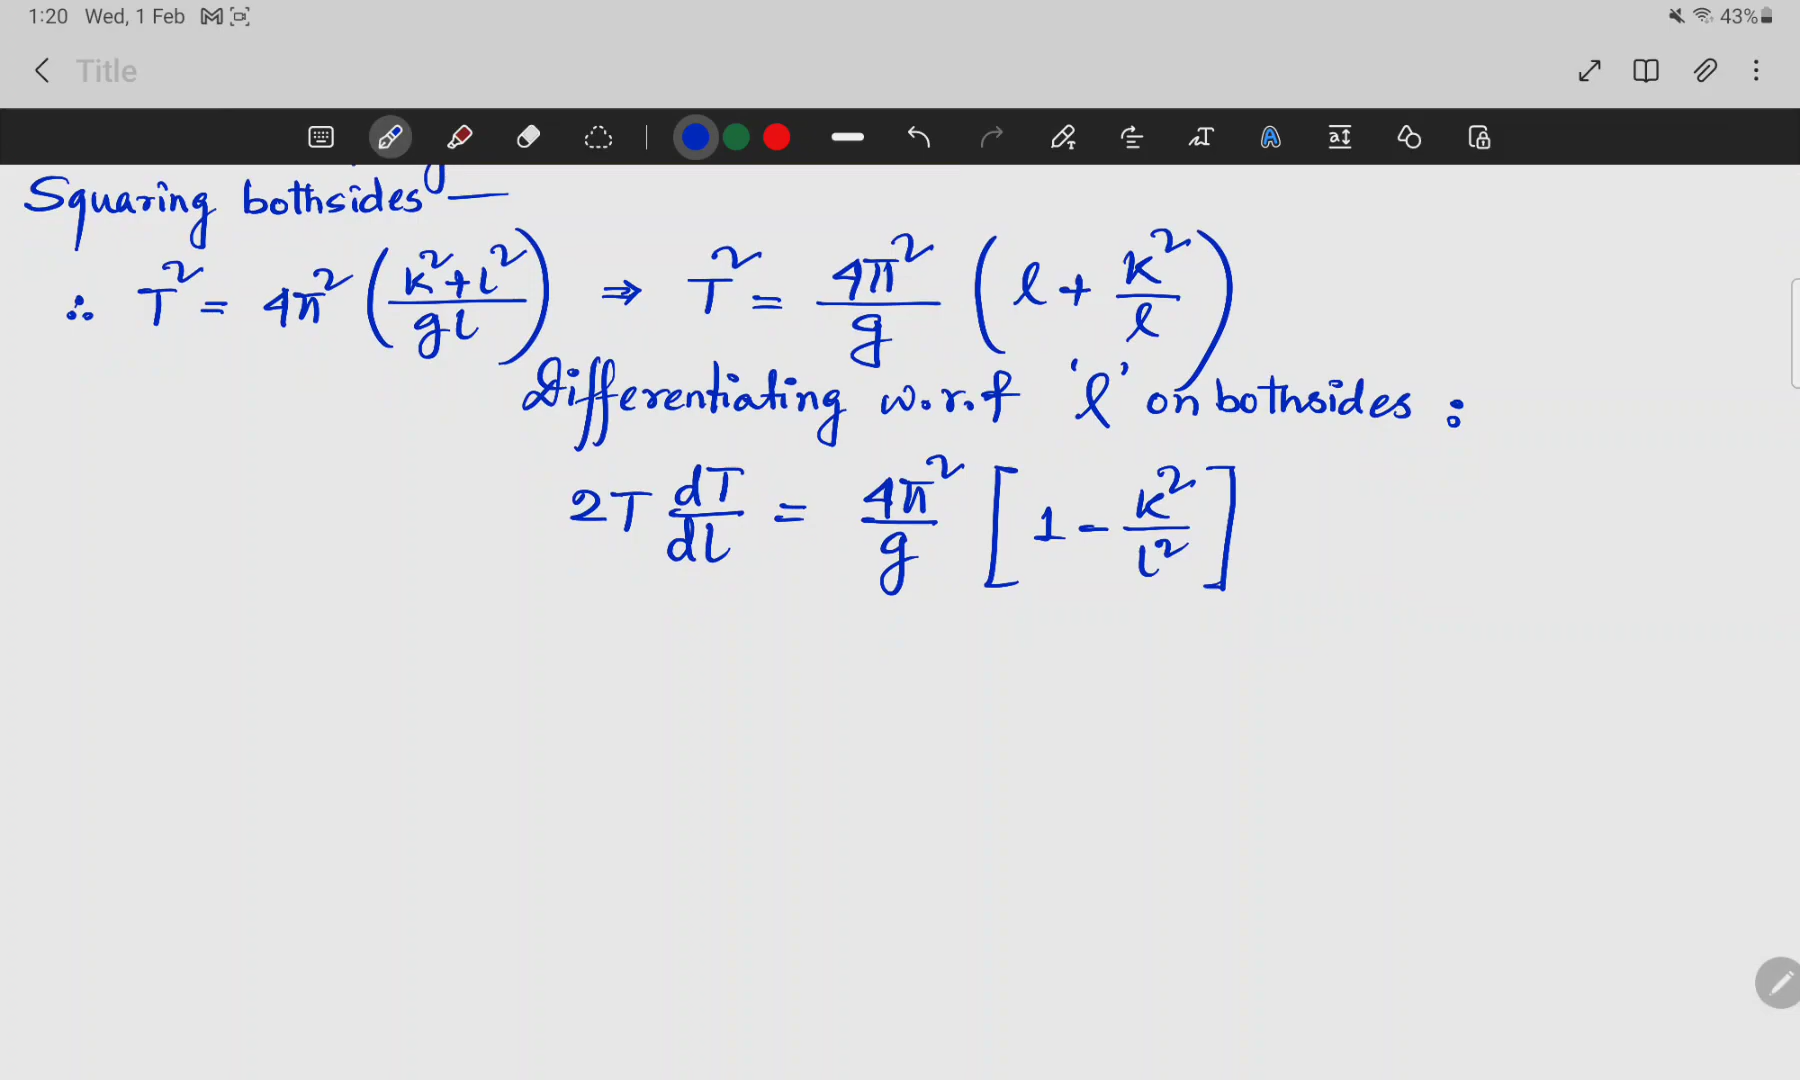 1:20 Wed, 1 Feb 43%
Title
Squaring bothsides —
∴ T² = 4π² (k²+l² / gl) ⇒ T² = 4π²/g (l + k²/l)
Differentiating w.r.t 'l' on bothsides :
2T dT/dl = 4π²/g [1 - k²/l²]